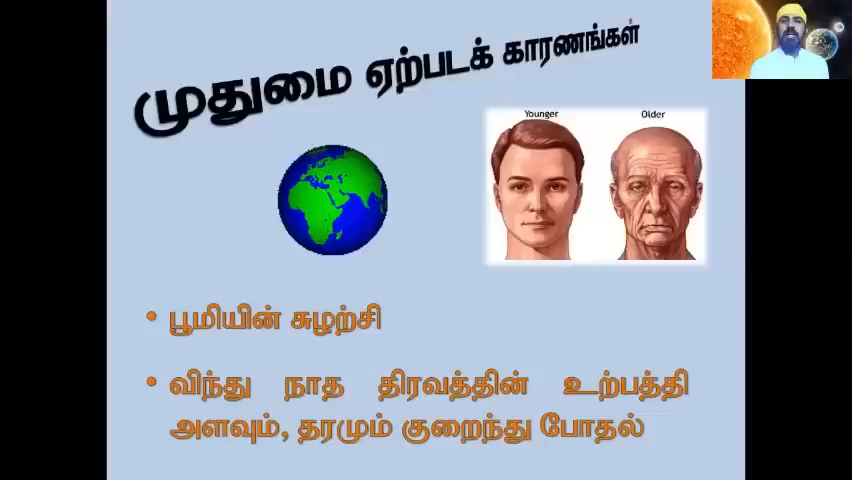 முதுமை ஏற்படக் காரணங்கள்
Younger
Older
• பூமியின் சுழற்சி
• விந்து நாத திரவத்தின் உற்பத்தி
அளவும், தரமும் குறைந்து போதல்